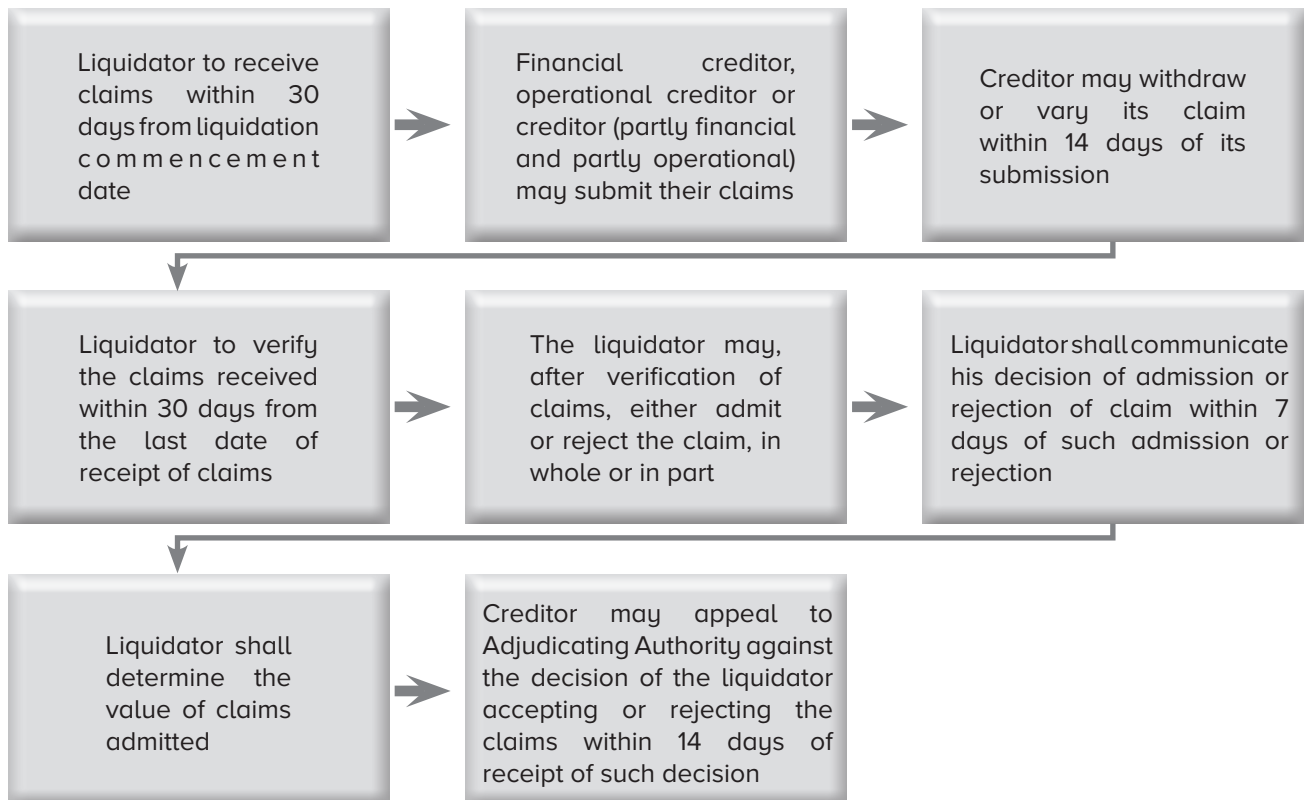 Liquidator to receive
claims within 30
days from liquidation
commencement
date
Financial creditor,
operational creditor or
creditor (partly financial
and partly operational)
may submit their claims
Creditor may withdraw
or vary its claim
within 14 days of its
submission
Liquidator to verify
the claims received
within 30 days from
the last date of
receipt of claims
The liquidator may,
after verification of
claims, either admit
or reject the claim, in
whole or in part
Liquidator shall communicate
his decision of admission or
rejection of claim within 7
days of such admission or
rejection
Liquidator shall
determine the
value of claims
admitted
Creditor may appeal to
Adjudicating Authority against
the decision of the liquidator
accepting or rejecting the
claims within 14 days of
receipt of such decision